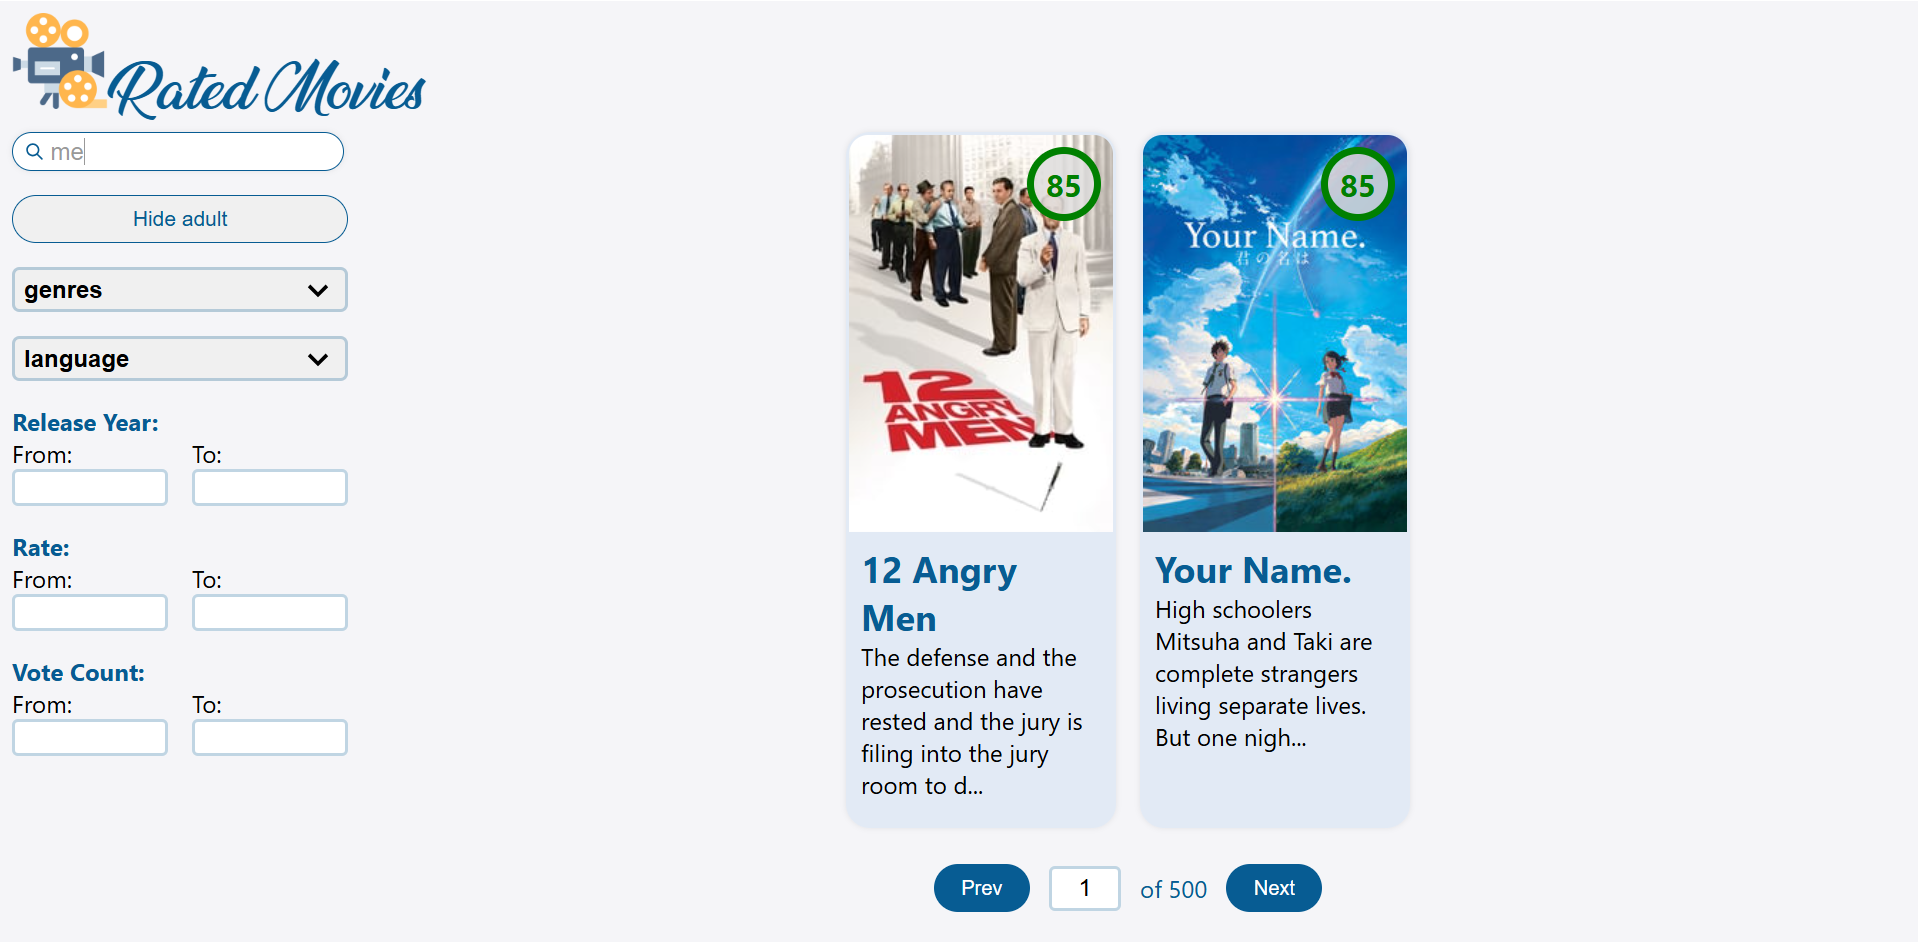 Rated Movies
me
Hide adult
genres
language
Release Year:
From: To:
Rate:
From: To:
Vote Count:
From: To:
85
12
ANGRY
MEN
12 Angry
Men
The defense and the
prosecution have
rested and the jury is
filing into the jury
room to d...
85
Your Name.
君の名は
Your Name.
High schoolers
Mitsuha and Taki are
complete strangers
living separate lives.
But one nigh...
Prev 1 of 500 Next